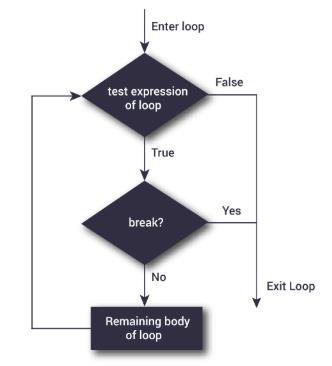 Enter loop
test expression
of loop
False
True
break?
Yes
No
Exit Loop
Remaining body
of loop